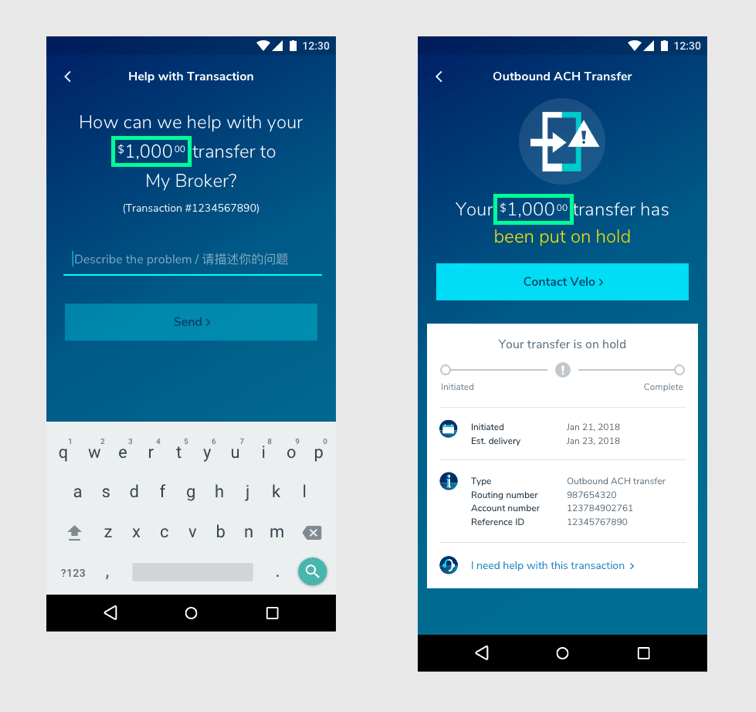 12:30
Help with Transaction
How can we help with your
$1,000⁰⁰ transfer to
My Broker?
(Transaction #1234567890)
Describe the problem / 请描述你的问题
Send ›
1 2 3 4 5 6 7 8 9 0
q w e r t y u i o p
a s d f g h j k l
z x c v b n m
?123 , .
12:30
Outbound ACH Transfer
Your $1,000⁰⁰ transfer has
been put on hold
Contact Velo ›
Your transfer is on hold
Initiated Complete
Initiated Jan 21, 2018
Est. delivery Jan 23, 2018
Type Outbound ACH transfer
Routing number 987654320
Account number 123784902761
Reference ID 12345767890
I need help with this transaction ›